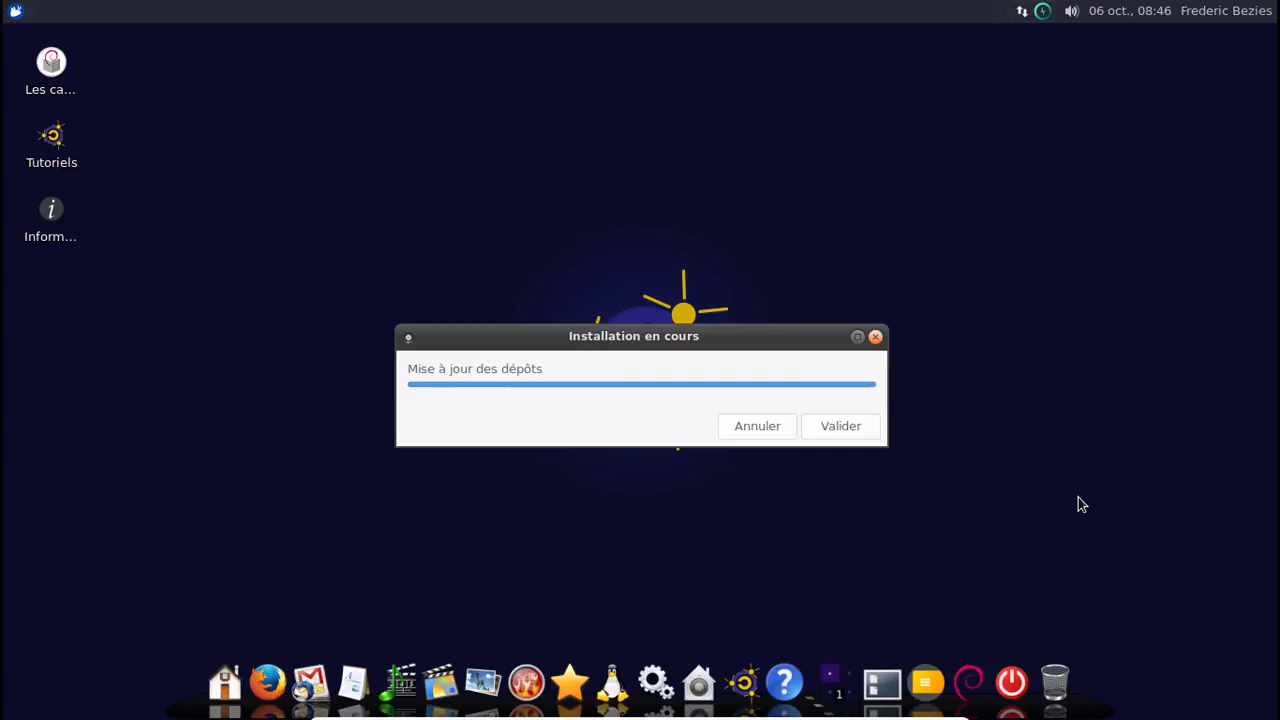 06 oct., 08:46 Frederic Bezies
Les ca...
Tutoriels
Inform...
Installation en cours
Mise à jour des dépôts
Annuler Valider
1